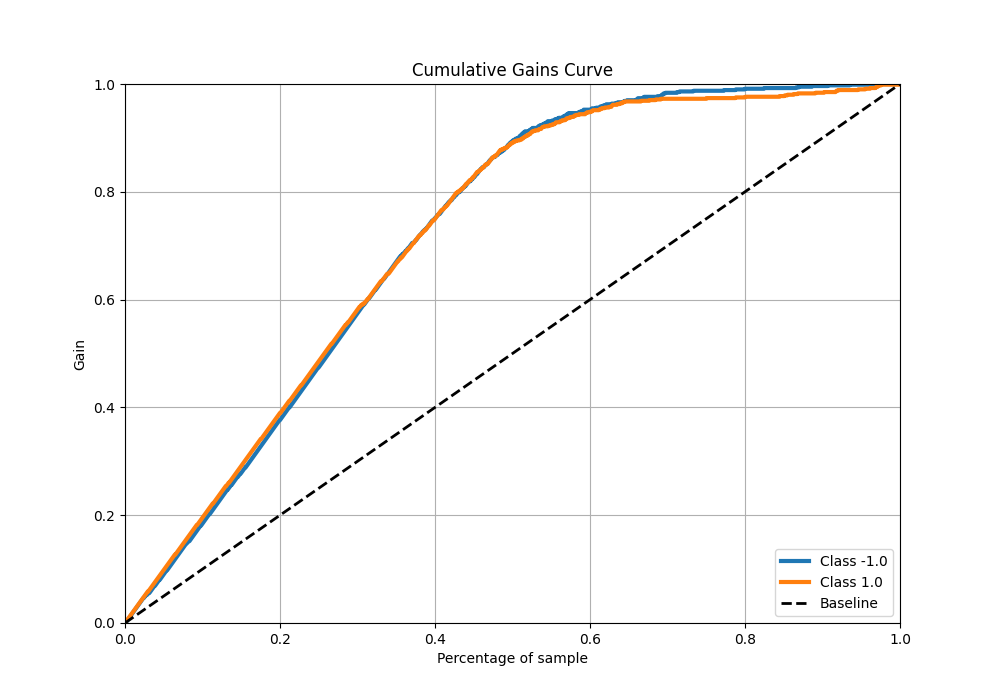 Cumulative Gains Curve
1.0
0.8
0.6
0.4
0.2
0.0
Gain
0.0 0.2 0.4 0.6 0.8 1.0
Percentage of sample
Class -1.0
Class 1.0
Baseline